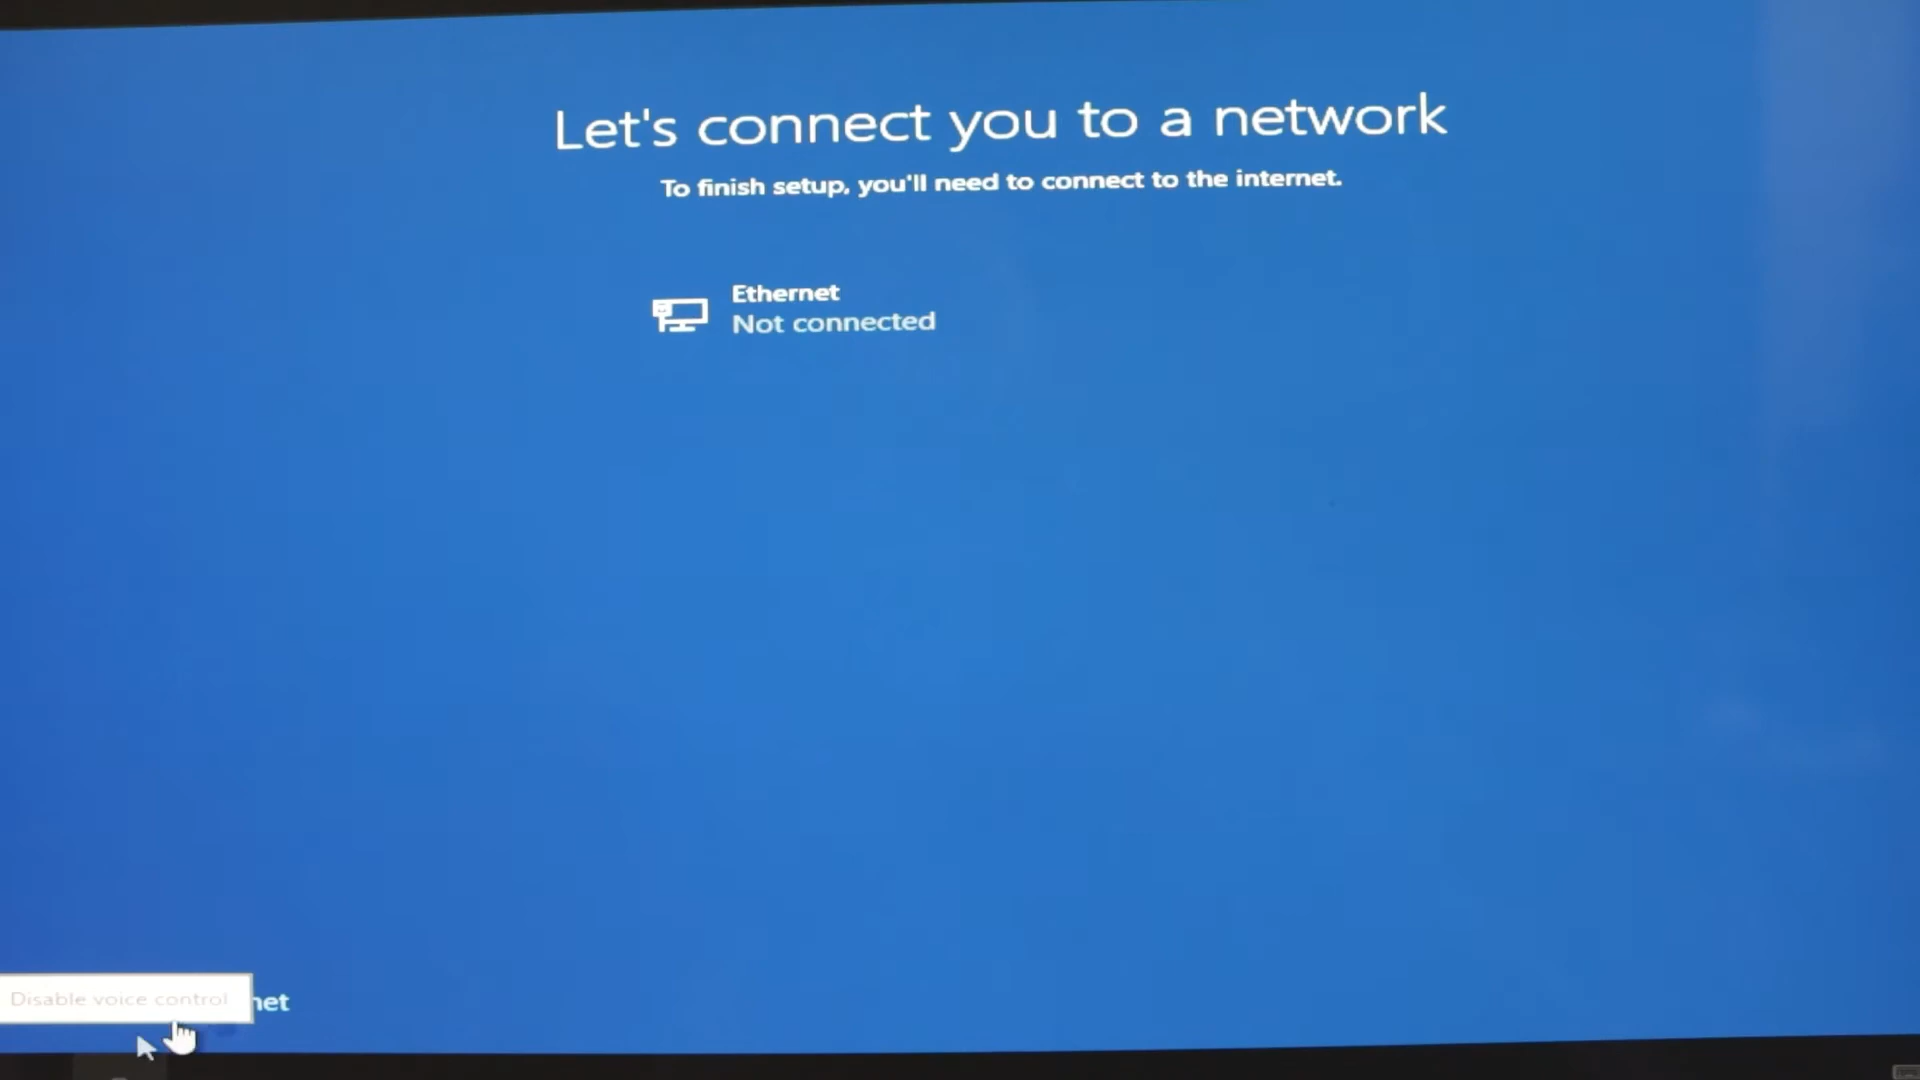 Let's connect you to a network
To finish setup, you'll need to connect to the internet.
Ethernet
Not connected
Disable voice control
net